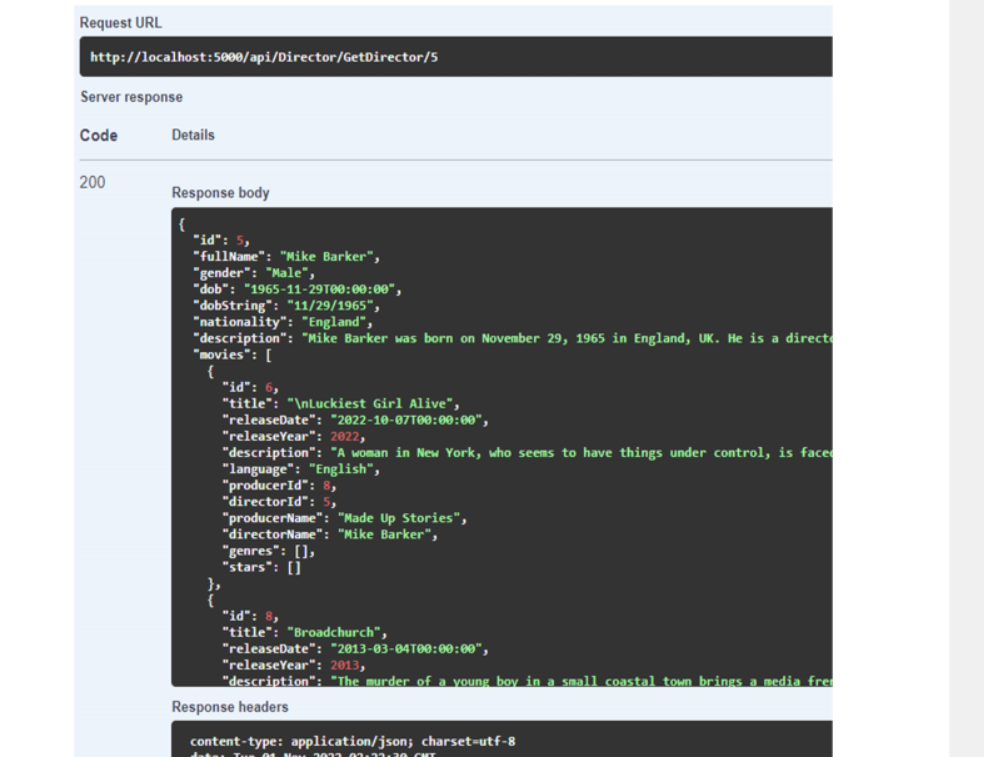 Request URL
http://localhost:5000/api/Director/GetDirector/5
Server response
Code Details
200
Response body
{
"id": 5,
"fullName": "Mike Barker",
"gender": "Male",
"dob": "1965-11-29T00:00:00",
"dobString": "11/29/1965",
"nationality": "England",
"description": "Mike Barker was born on November 29, 1965 in England, UK. He is a directo
"movies": [
{
"id": 6,
"title": "\nLuckiest Girl Alive",
"releaseDate": "2022-10-07T00:00:00",
"releaseYear": 2022,
"description": "A woman in New York, who seems to have things under control, is faced
"language": "English",
"producerId": 8,
"directorId": 5,
"producerName": "Made Up Stories",
"directorName": "Mike Barker",
"genres": [],
"stars": []
},
{
"id": 8,
"title": "Broadchurch",
"releaseDate": "2013-03-04T00:00:00",
"releaseYear": 2013,
"description": "The murder of a young boy in a small coastal town brings a media fren
Response headers
content-type: application/json; charset=utf-8
date: Tue 01 Nov 2022